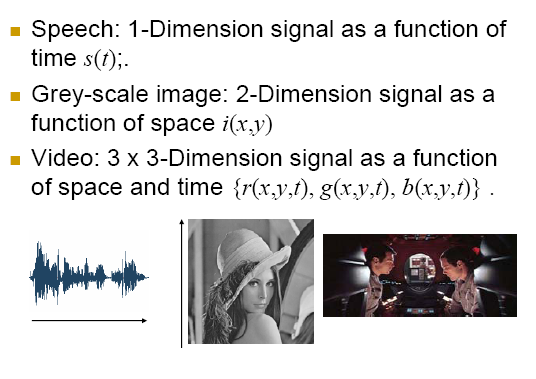 Speech: 1-Dimension signal as a function of
time s(t);.
Grey-scale image: 2-Dimension signal as a
function of space i(x,y)
Video: 3 x 3-Dimension signal as a function
of space and time {r(x,y,t), g(x,y,t), b(x,y,t)} .